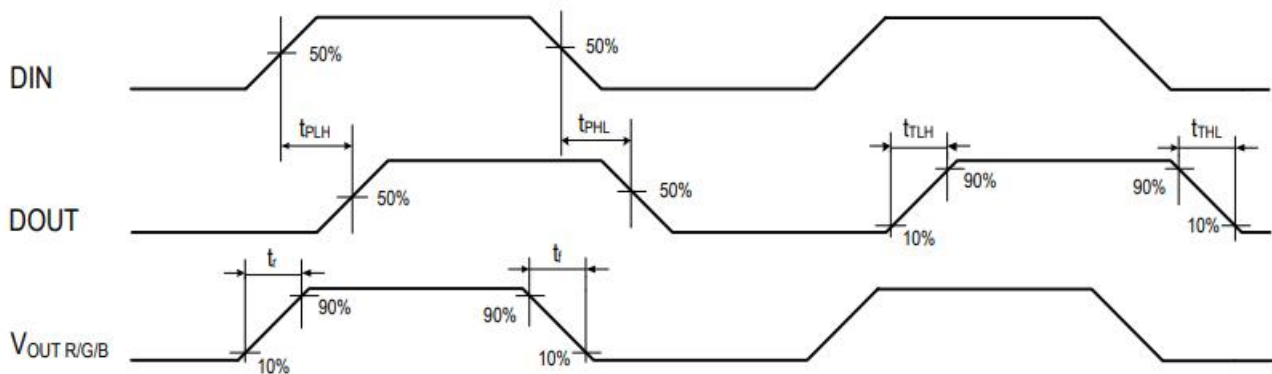 DIN
50%
50%
tPLH
tPHL
tTLH
tTHL
DOUT
50%
50%
90%
90%
10%
10%
tr
tf
VOUT R/G/B
90%
90%
10%
10%